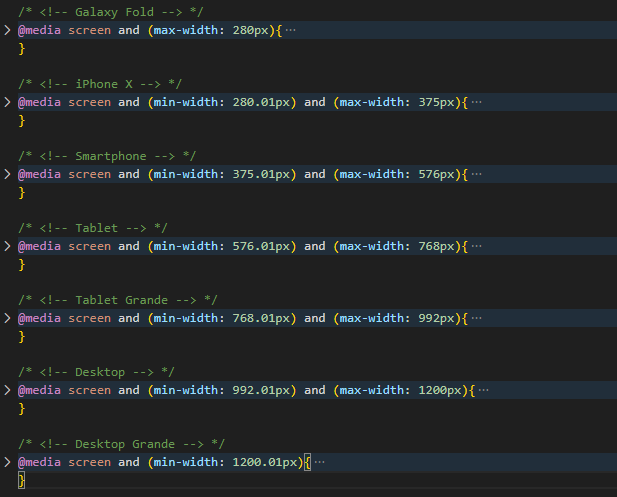 /* <!-- Galaxy Fold --> */
@media screen and (max-width: 280px){ ···
}
/* <!-- iPhone X --> */
@media screen and (min-width: 280.01px) and (max-width: 375px){ ···
}
/* <!-- Smartphone --> */
@media screen and (min-width: 375.01px) and (max-width: 576px){ ···
}
/* <!-- Tablet --> */
@media screen and (min-width: 576.01px) and (max-width: 768px){ ···
}
/* <!-- Tablet Grande --> */
@media screen and (min-width: 768.01px) and (max-width: 992px){ ···
}
/* <!-- Desktop --> */
@media screen and (min-width: 992.01px) and (max-width: 1200px){ ···
}
/* <!-- Desktop Grande --> */
@media screen and (min-width: 1200.01px){ ···
}